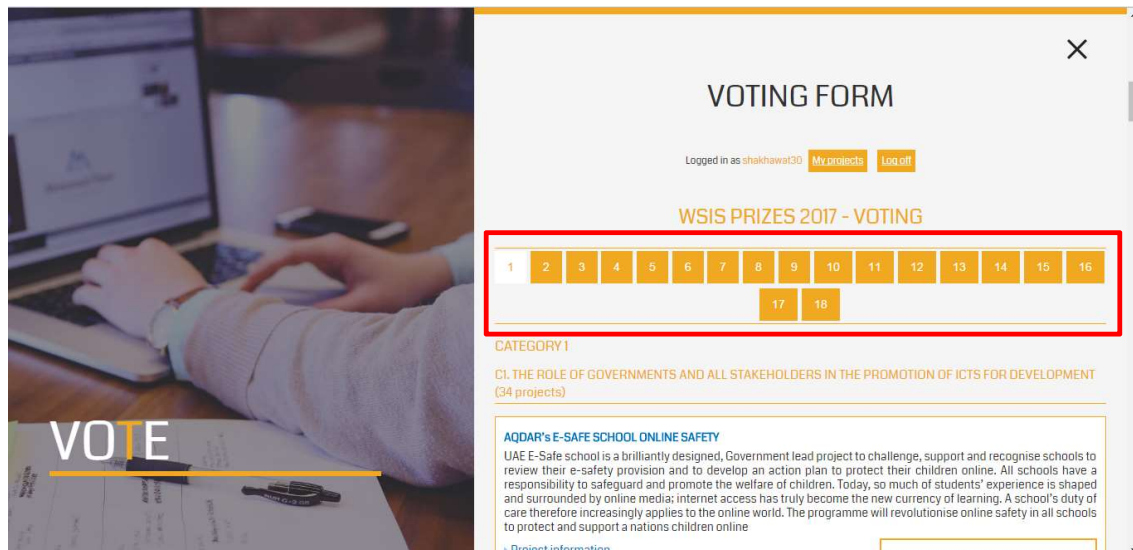 VOTING FORM
Logged in as shakhawat30 My projects Log off
WSIS PRIZES 2017 - VOTING
1 2 3 4 5 6 7 8 9 10 11 12 13 14 15 16
17 18
CATEGORY 1
C1. THE ROLE OF GOVERNMENTS AND ALL STAKEHOLDERS IN THE PROMOTION OF ICTS FOR DEVELOPMENT
(34 projects)
VOTE
AQDAR's E-SAFE SCHOOL ONLINE SAFETY
UAE E-Safe school is a brilliantly designed, Government lead project to challenge, support and recognise schools to
review their e-safety provision and to develop an action plan to protect their children online. All schools have a
responsibility to safeguard and promote the welfare of children. Today, so much of students' experience is shaped
and surrounded by online media; internet access has truly become the new currency of learning. A school's duty of
care therefore increasingly applies to the online world. The programme will revolutionise online safety in all schools
to protect and support a nations children online
› Project information